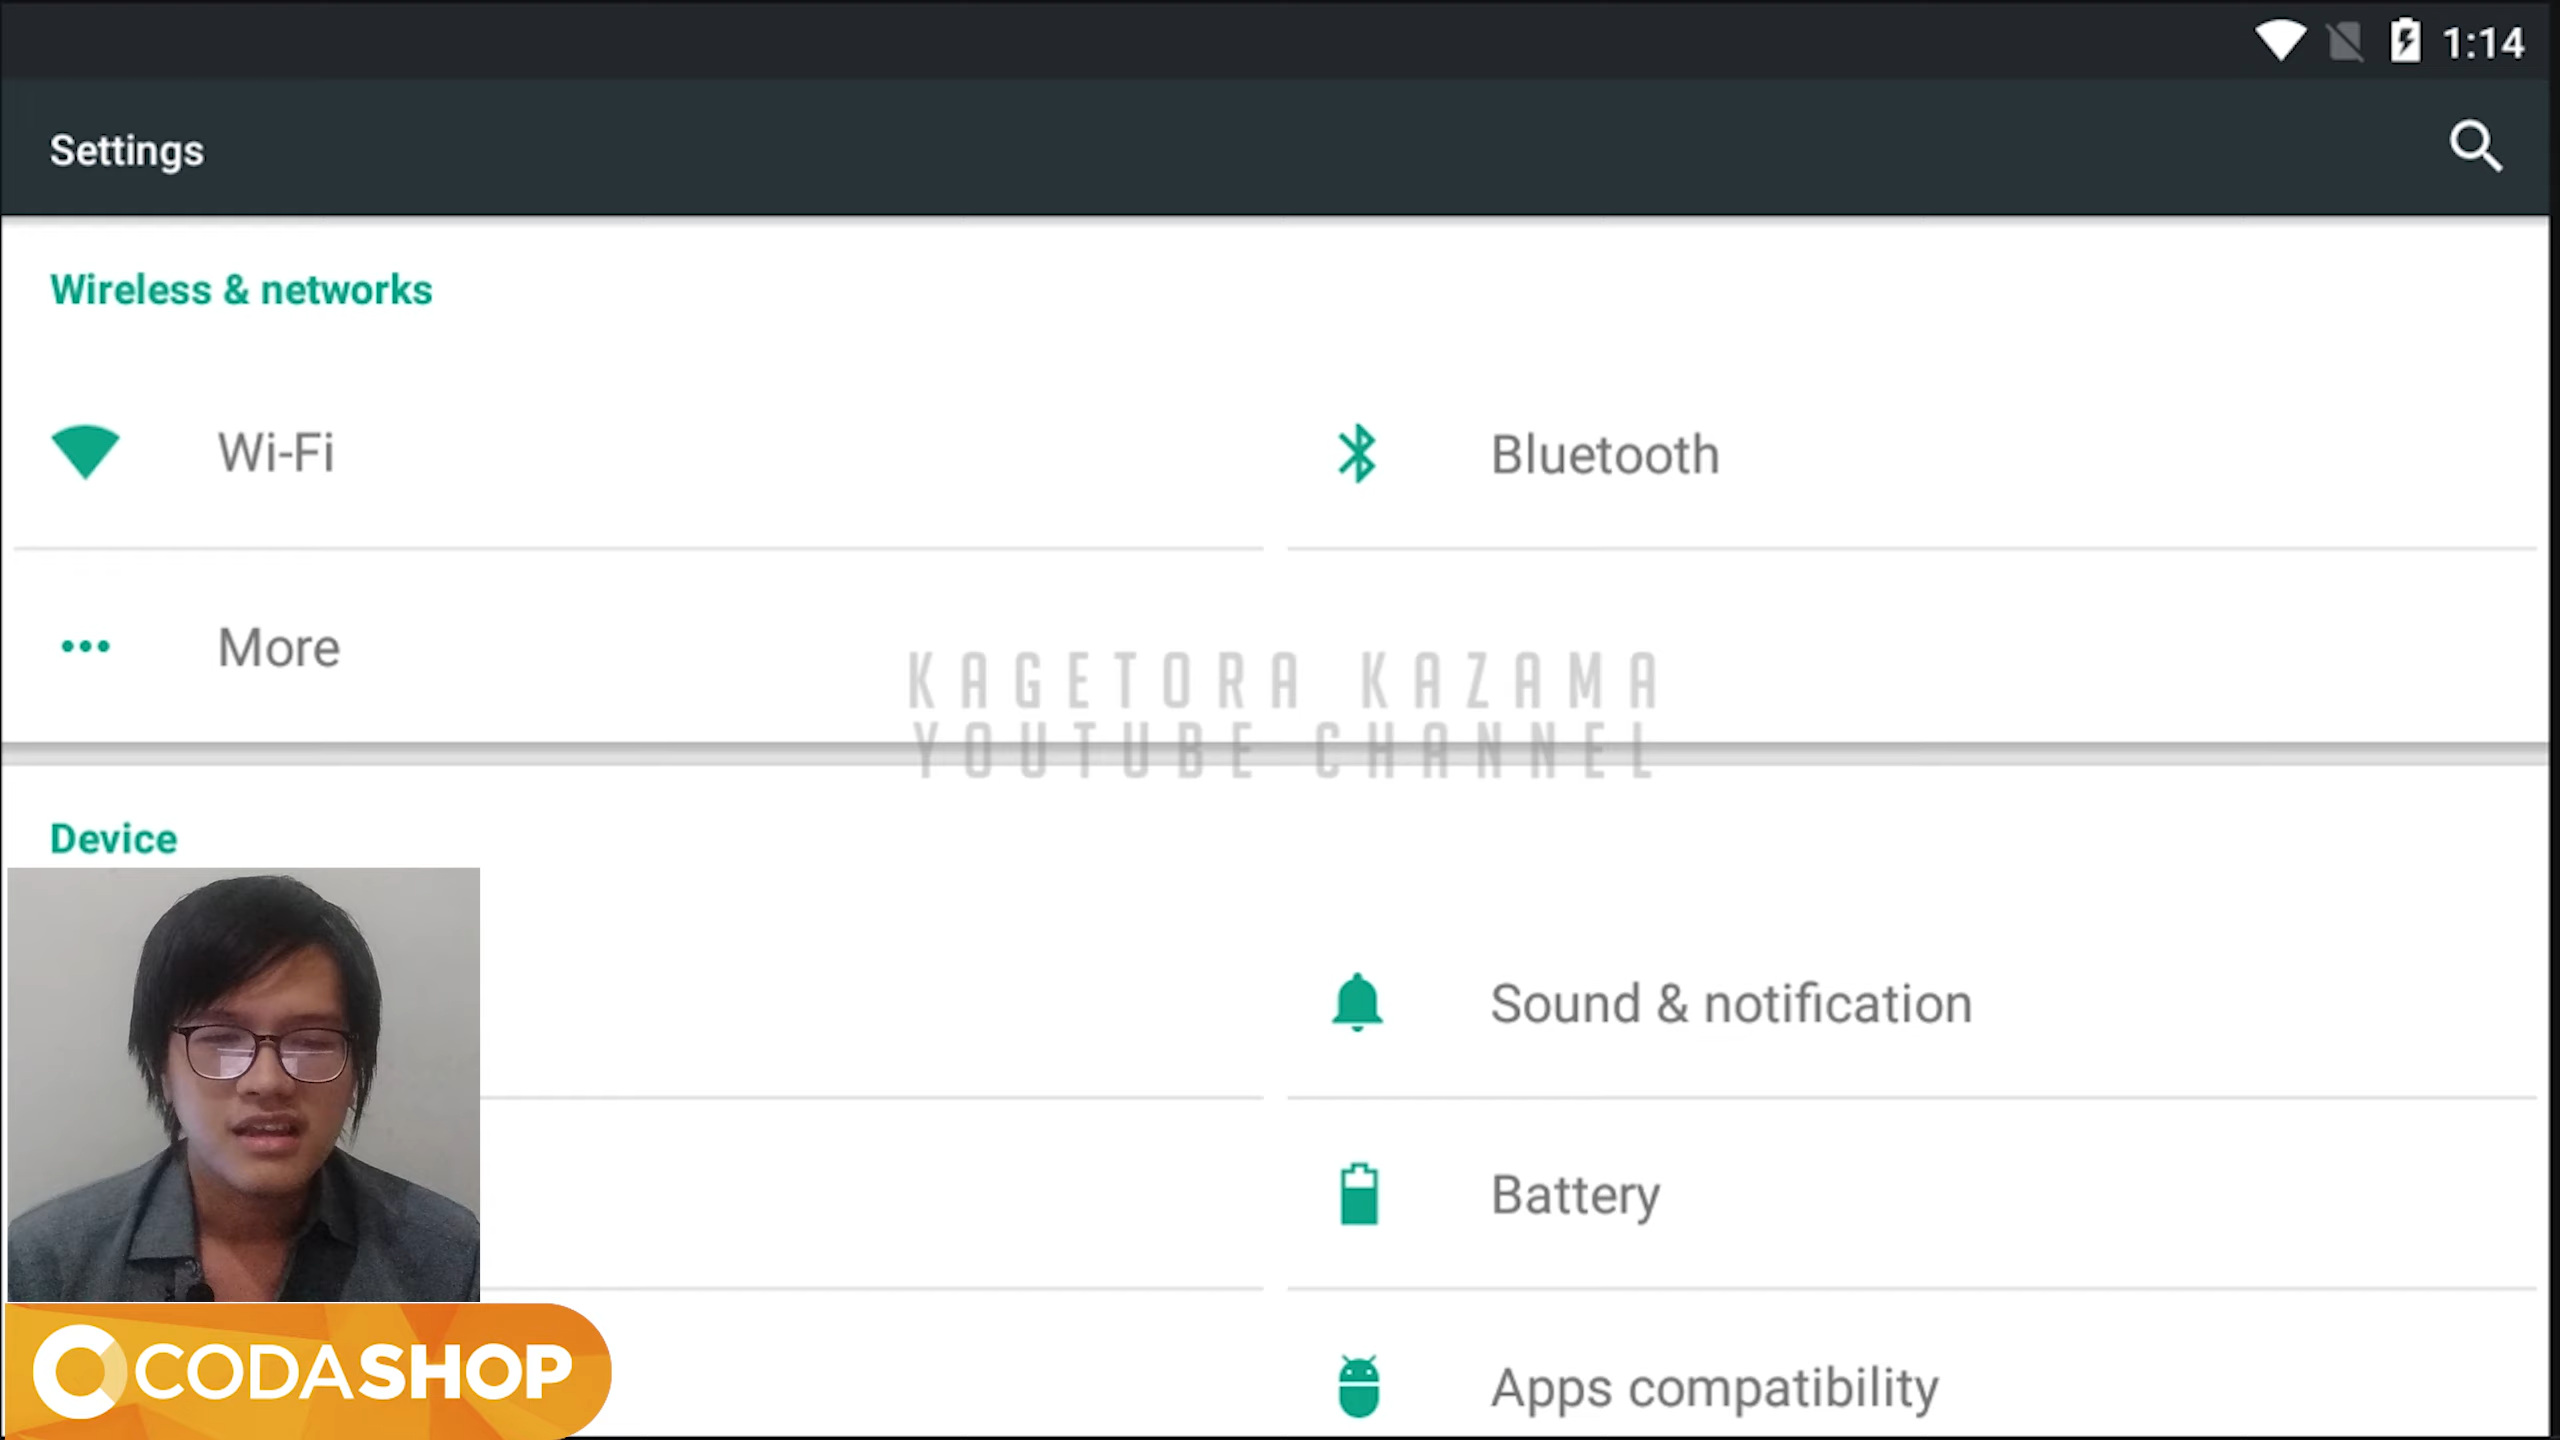 1:14
Settings
Wireless & networks
Wi-Fi
Bluetooth
More
KAGETORA KAZAMA
YOUTUBE CHANNEL
Device
Sound & notification
Battery
Apps compatibility
CODASHOP